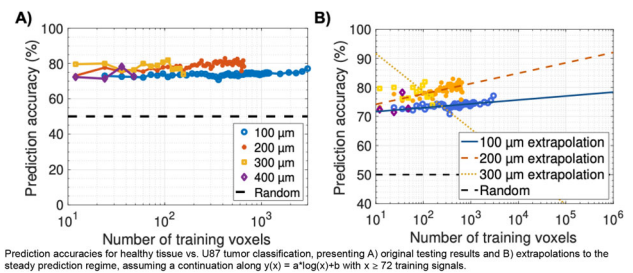 A)
Prediction accuracy (%)
100
80
60
40
20
0
10¹
10²
10³
Number of training voxels
100 µm
200 µm
300 µm
400 µm
Random
B)
Prediction accuracy (%)
100
90
80
70
60
50
40
10¹
10²
10³
10⁴
10⁵
10⁶
Number of training voxels
100 µm extrapolation
200 µm extrapolation
300 µm extrapolation
Random
Prediction accuracies for healthy tissue vs. U87 tumor classification, presenting A) original testing results and B) extrapolations to the
steady prediction regime, assuming a continuation along y(x) = a*log(x)+b with x ≥ 72 training signals.